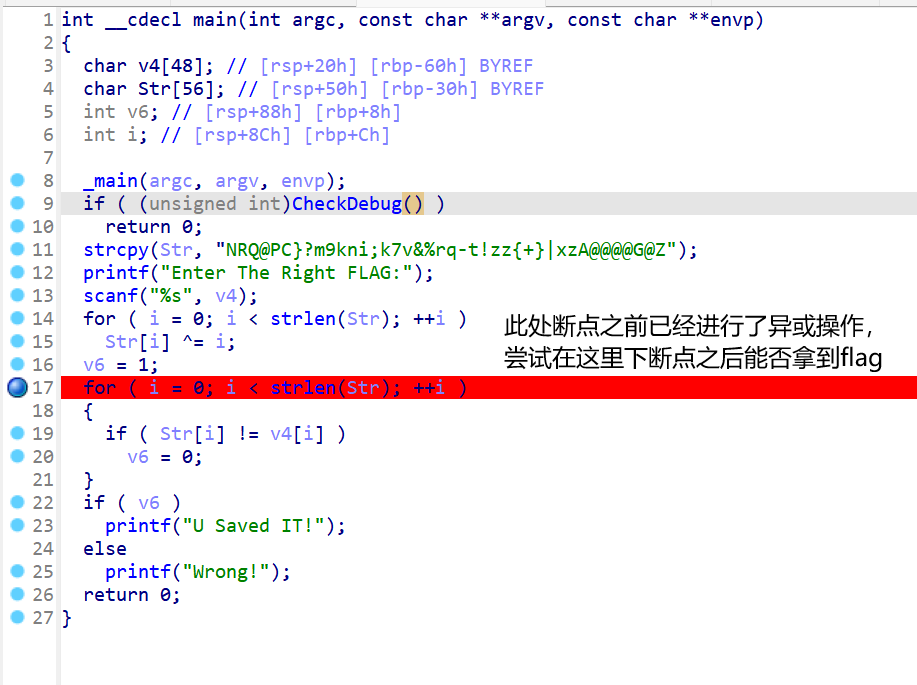 1 int __cdecl main(int argc, const char **argv, const char **envp)
2 {
3 char v4[48]; // [rsp+20h] [rbp-60h] BYREF
4 char Str[56]; // [rsp+50h] [rbp-30h] BYREF
5 int v6; // [rsp+88h] [rbp+8h]
6 int i; // [rsp+8Ch] [rbp+Ch]
7
8 _main(argc, argv, envp);
9 if ( (unsigned int)CheckDebug() )
10 return 0;
11 strcpy(Str, "NRQ@PC}?m9kni;k7v&%rq-t!zz{+}|xzA@@@@G@Z");
12 printf("Enter The Right FLAG:");
13 scanf("%s", v4);
14 for ( i = 0; i < strlen(Str); ++i )
15 Str[i] ^= i;
16 v6 = 1;
此处断点之前已经进行了异或操作，
尝试在这里下断点之后能否拿到flag
17 for ( i = 0; i < strlen(Str); ++i )
18 {
19 if ( Str[i] != v4[i] )
20 v6 = 0;
21 }
22 if ( v6 )
23 printf("U Saved IT!");
24 else
25 printf("Wrong!");
26 return 0;
27 }